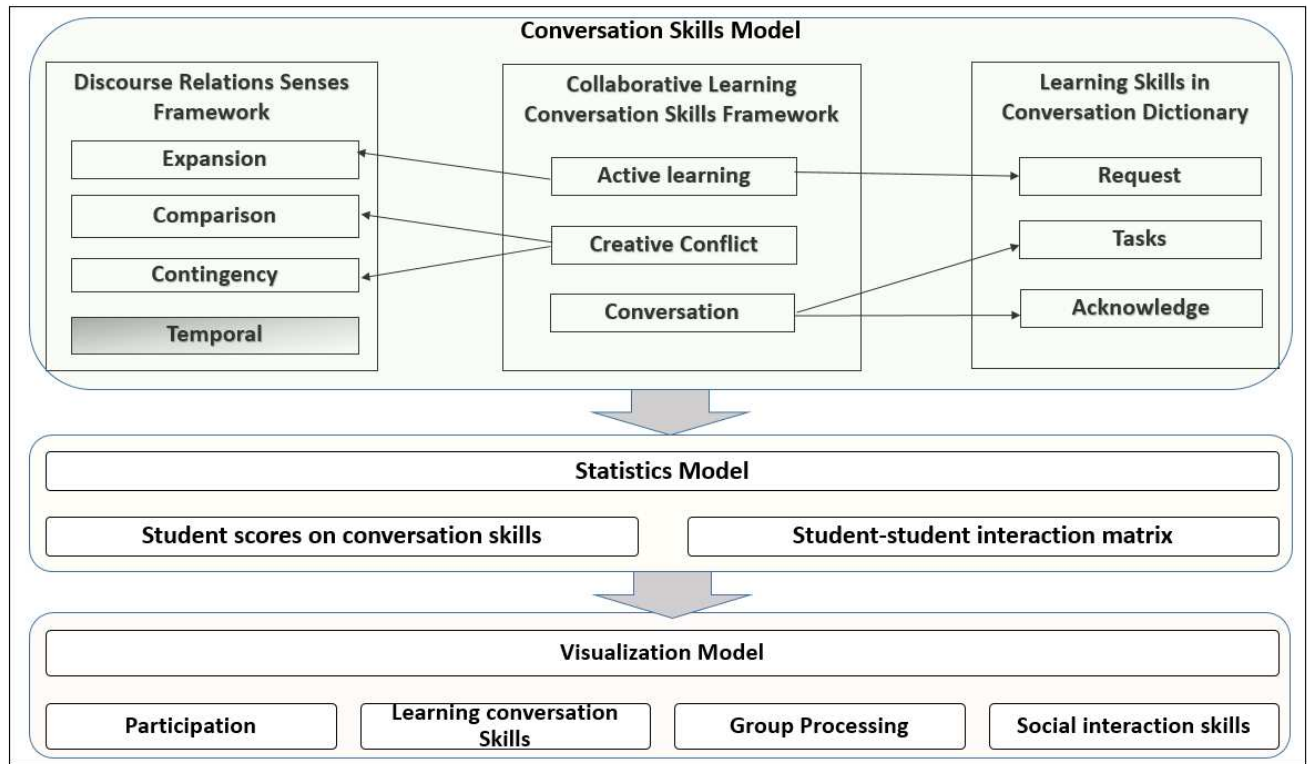 Conversation Skills Model
Discourse Relations Senses
Framework
Expansion
Comparison
Contingency
Temporal
Collaborative Learning
Conversation Skills Framework
Active learning
Creative Conflict
Conversation
Learning Skills in
Conversation Dictionary
Request
Tasks
Acknowledge
Statistics Model
Student scores on conversation skills
Student-student interaction matrix
Visualization Model
Participation
Learning conversation
Skills
Group Processing
Social interaction skills